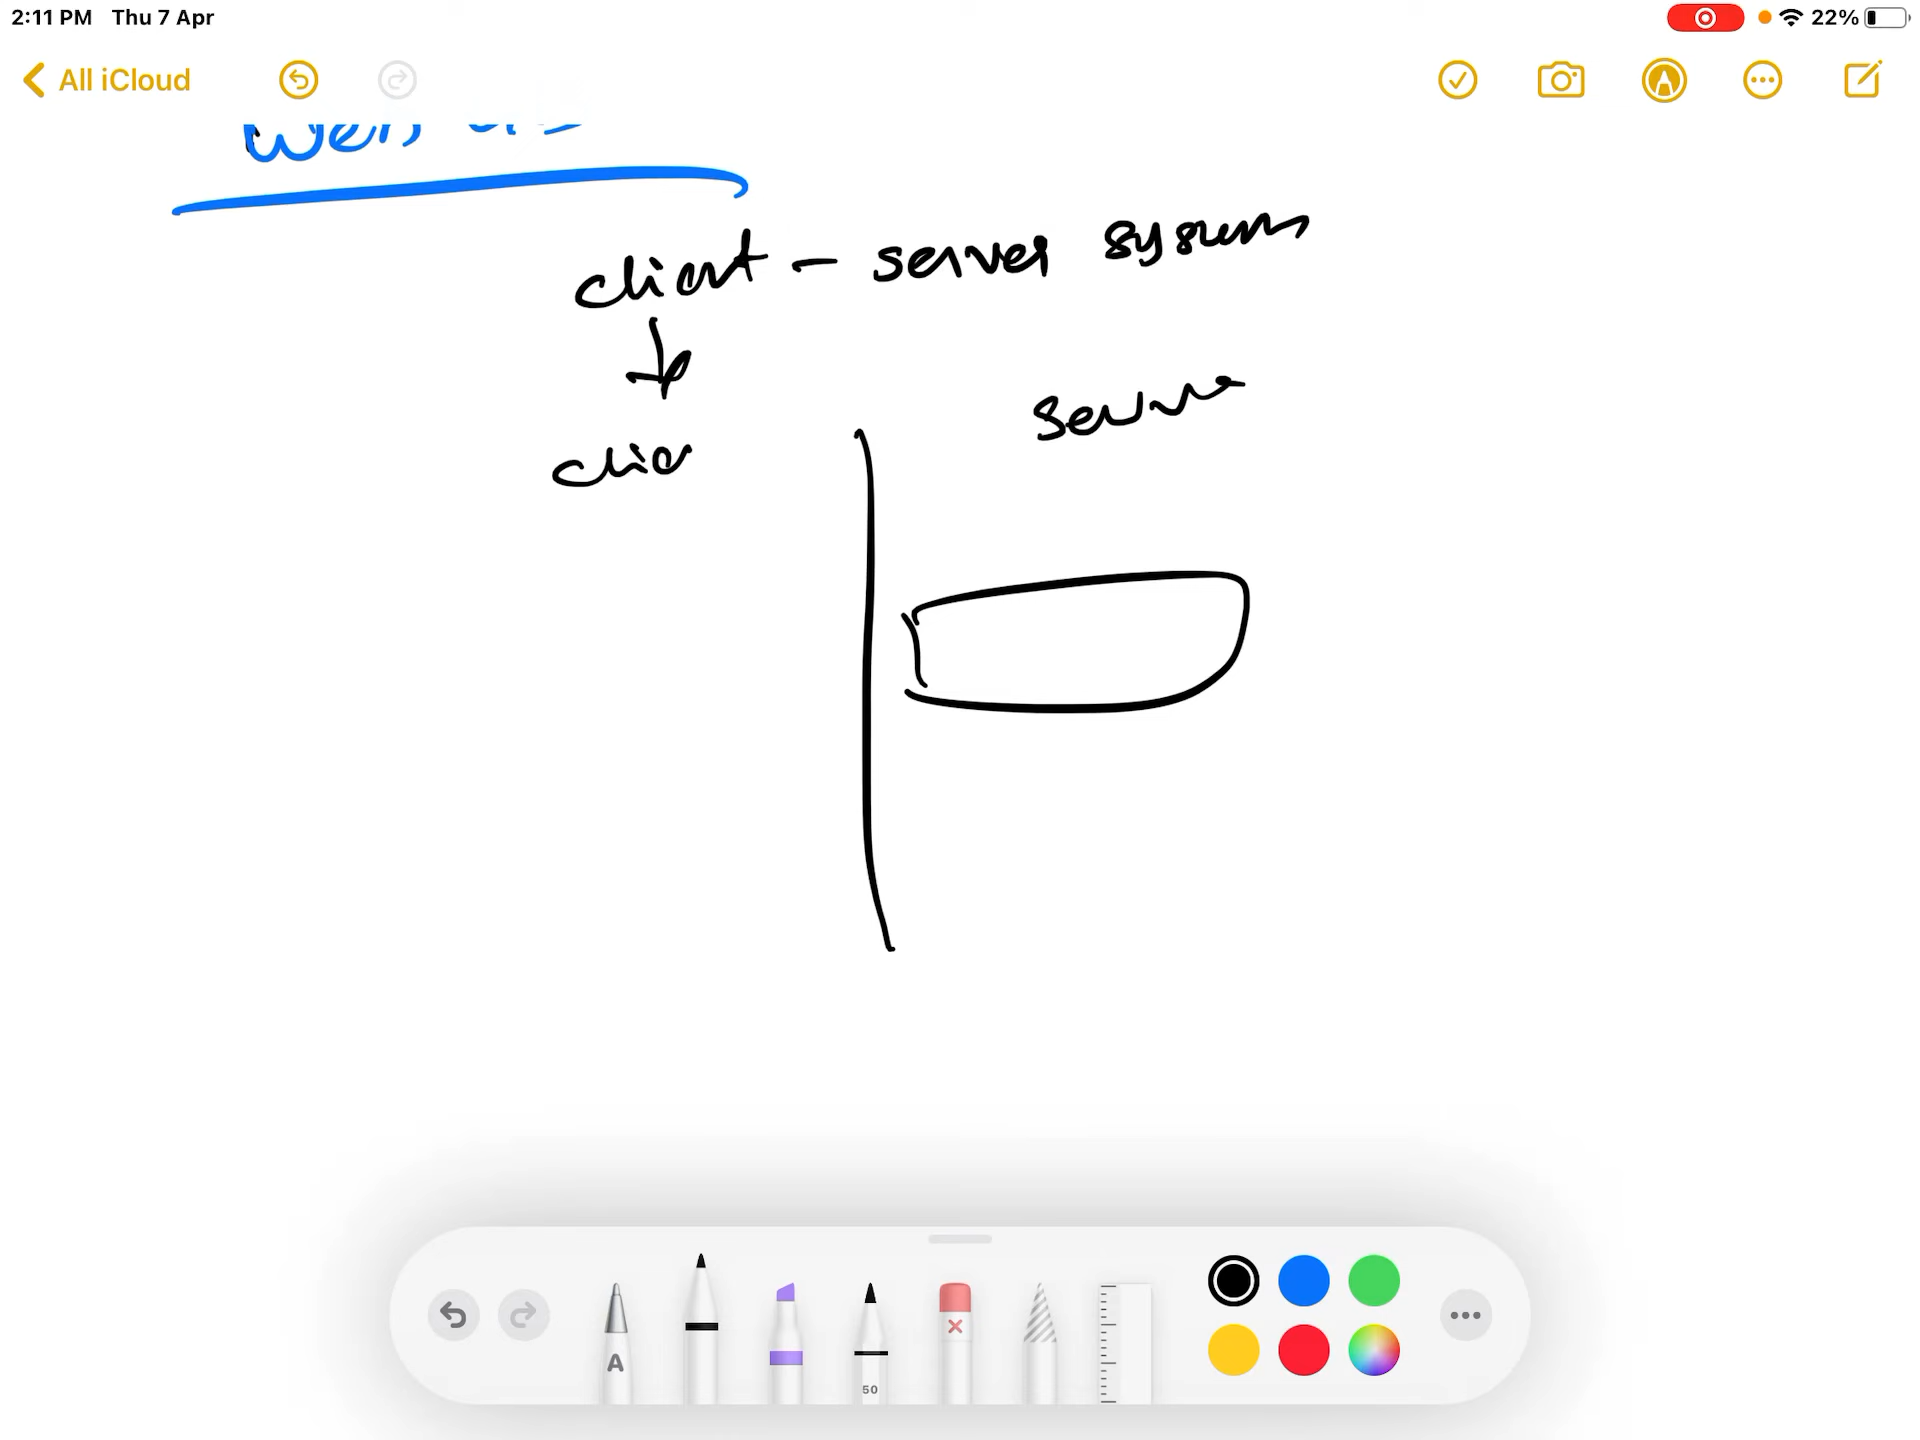 2:11 PM Thu 7 Apr 22%
All iCloud
client - server system
server
clie
A
50